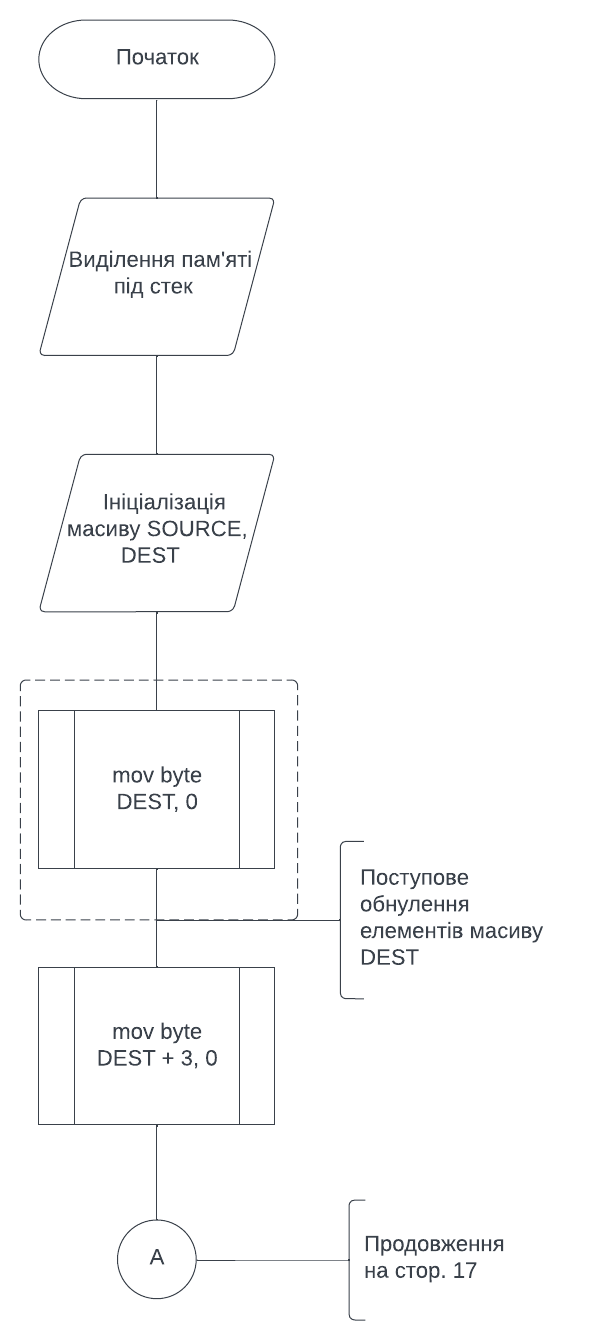 Початок
Виділення пам'яті
під стек
Ініціалізація
масиву SOURCE,
DEST
mov byte
DEST, 0
Поступове
обнулення
елементів масиву
DEST
mov byte
DEST + 3, 0
A
Продовження
на стор. 17